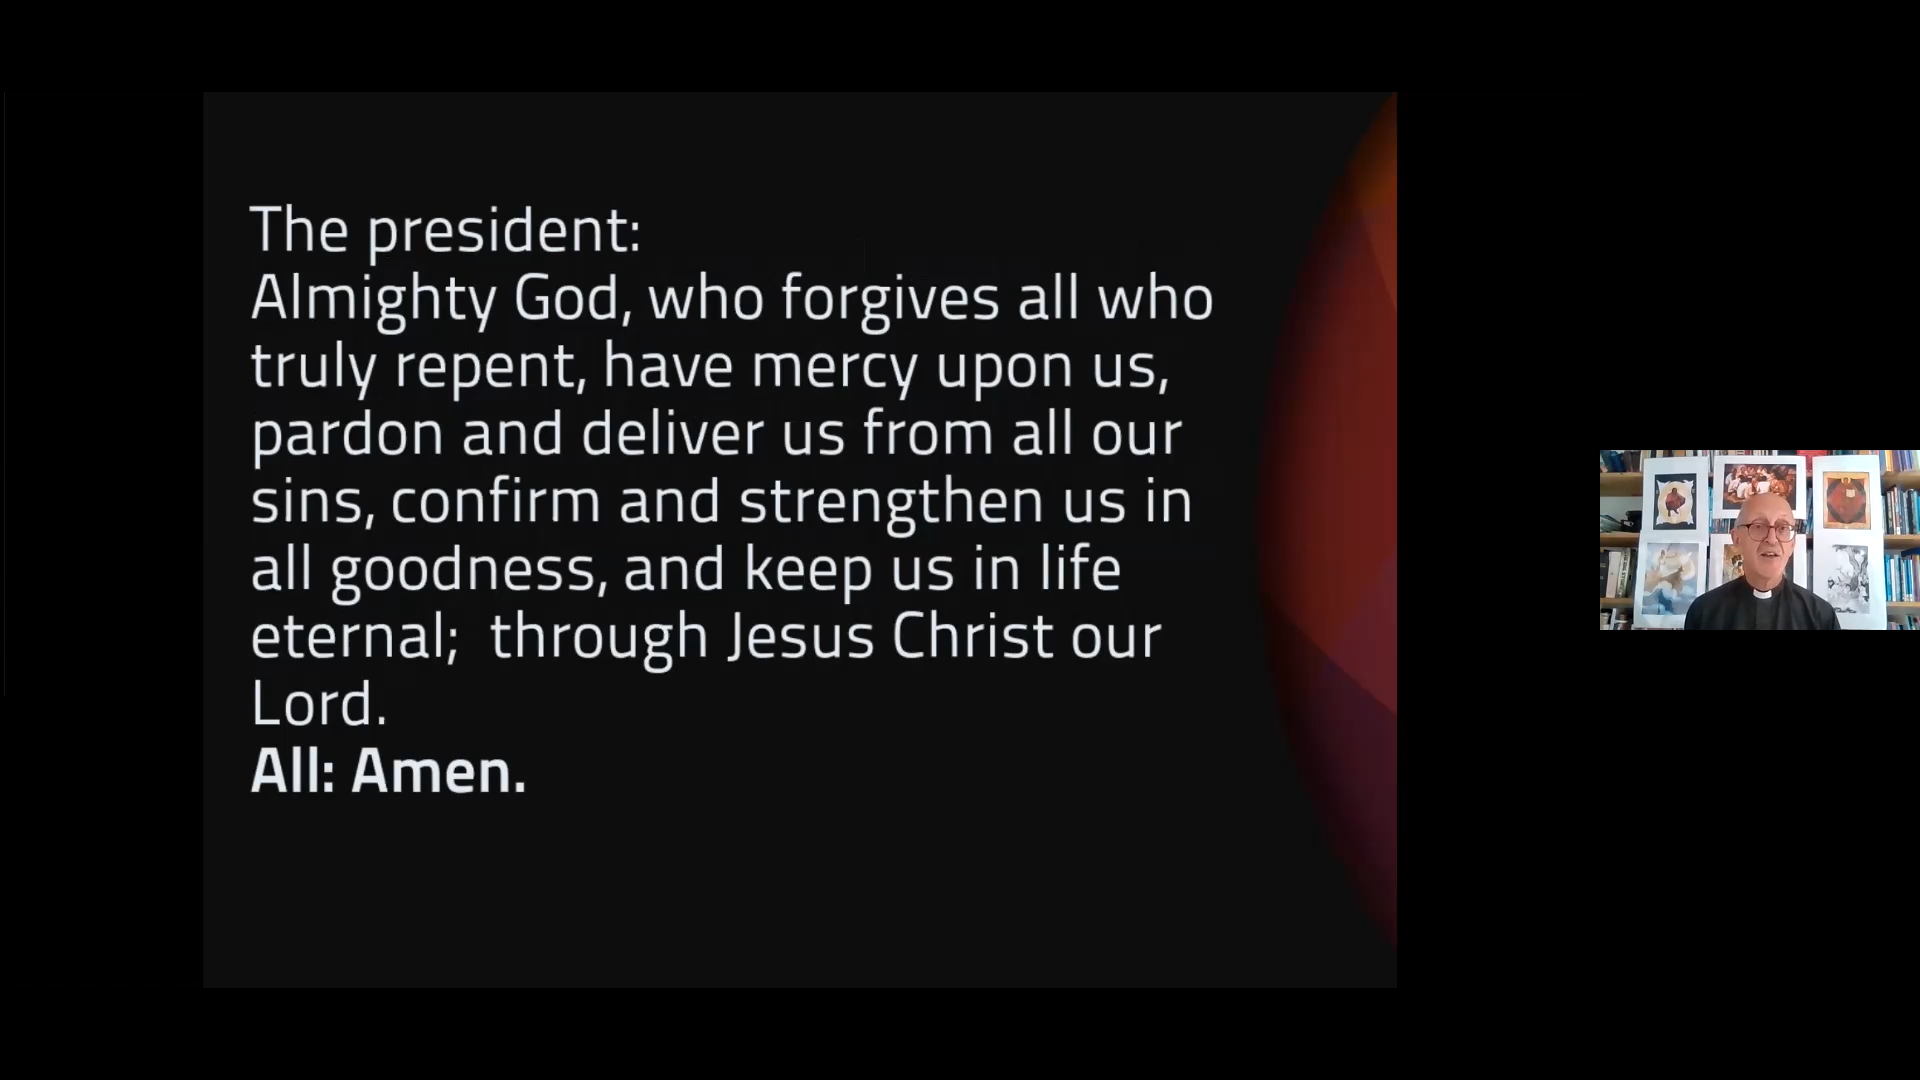 The president:
Almighty God, who forgives all who
truly repent, have mercy upon us,
pardon and deliver us from all our
sins, confirm and strengthen us in
all goodness, and keep us in life
eternal;  through Jesus Christ our
Lord.
All: Amen.